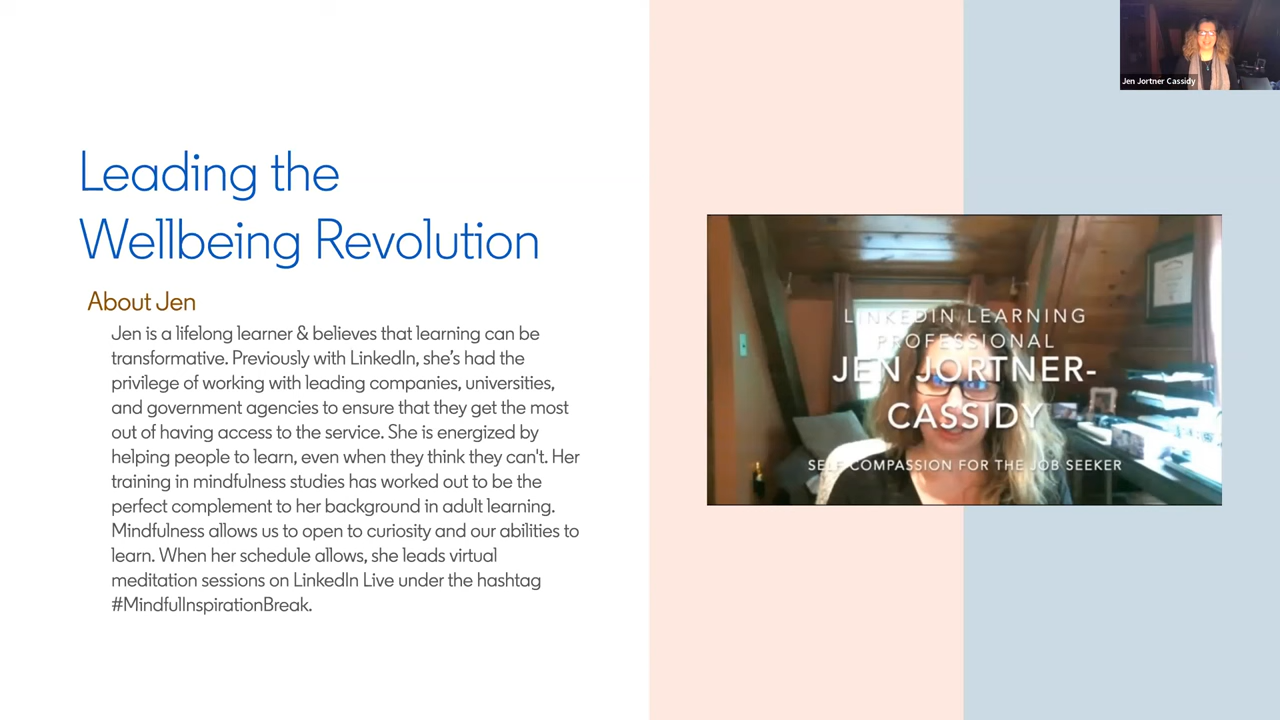 Jen Jortner Cassidy
Leading the
Wellbeing Revolution
About Jen
Jen is a lifelong learner & believes that learning can be
transformative. Previously with LinkedIn, she’s had the
privilege of working with leading companies, universities,
and government agencies to ensure that they get the most
out of having access to the service. She is energized by
helping people to learn, even when they think they can't. Her
training in mindfulness studies has worked out to be the
perfect complement to her background in adult learning.
Mindfulness allows us to open to curiosity and our abilities to
learn. When her schedule allows, she leads virtual
meditation sessions on LinkedIn Live under the hashtag
#MindfulInspirationBreak.
LINKEDIN LEARNING
PROFESSIONAL
JEN JORTNER-
CASSIDY
SELF COMPASSION FOR THE JOB SEEKER